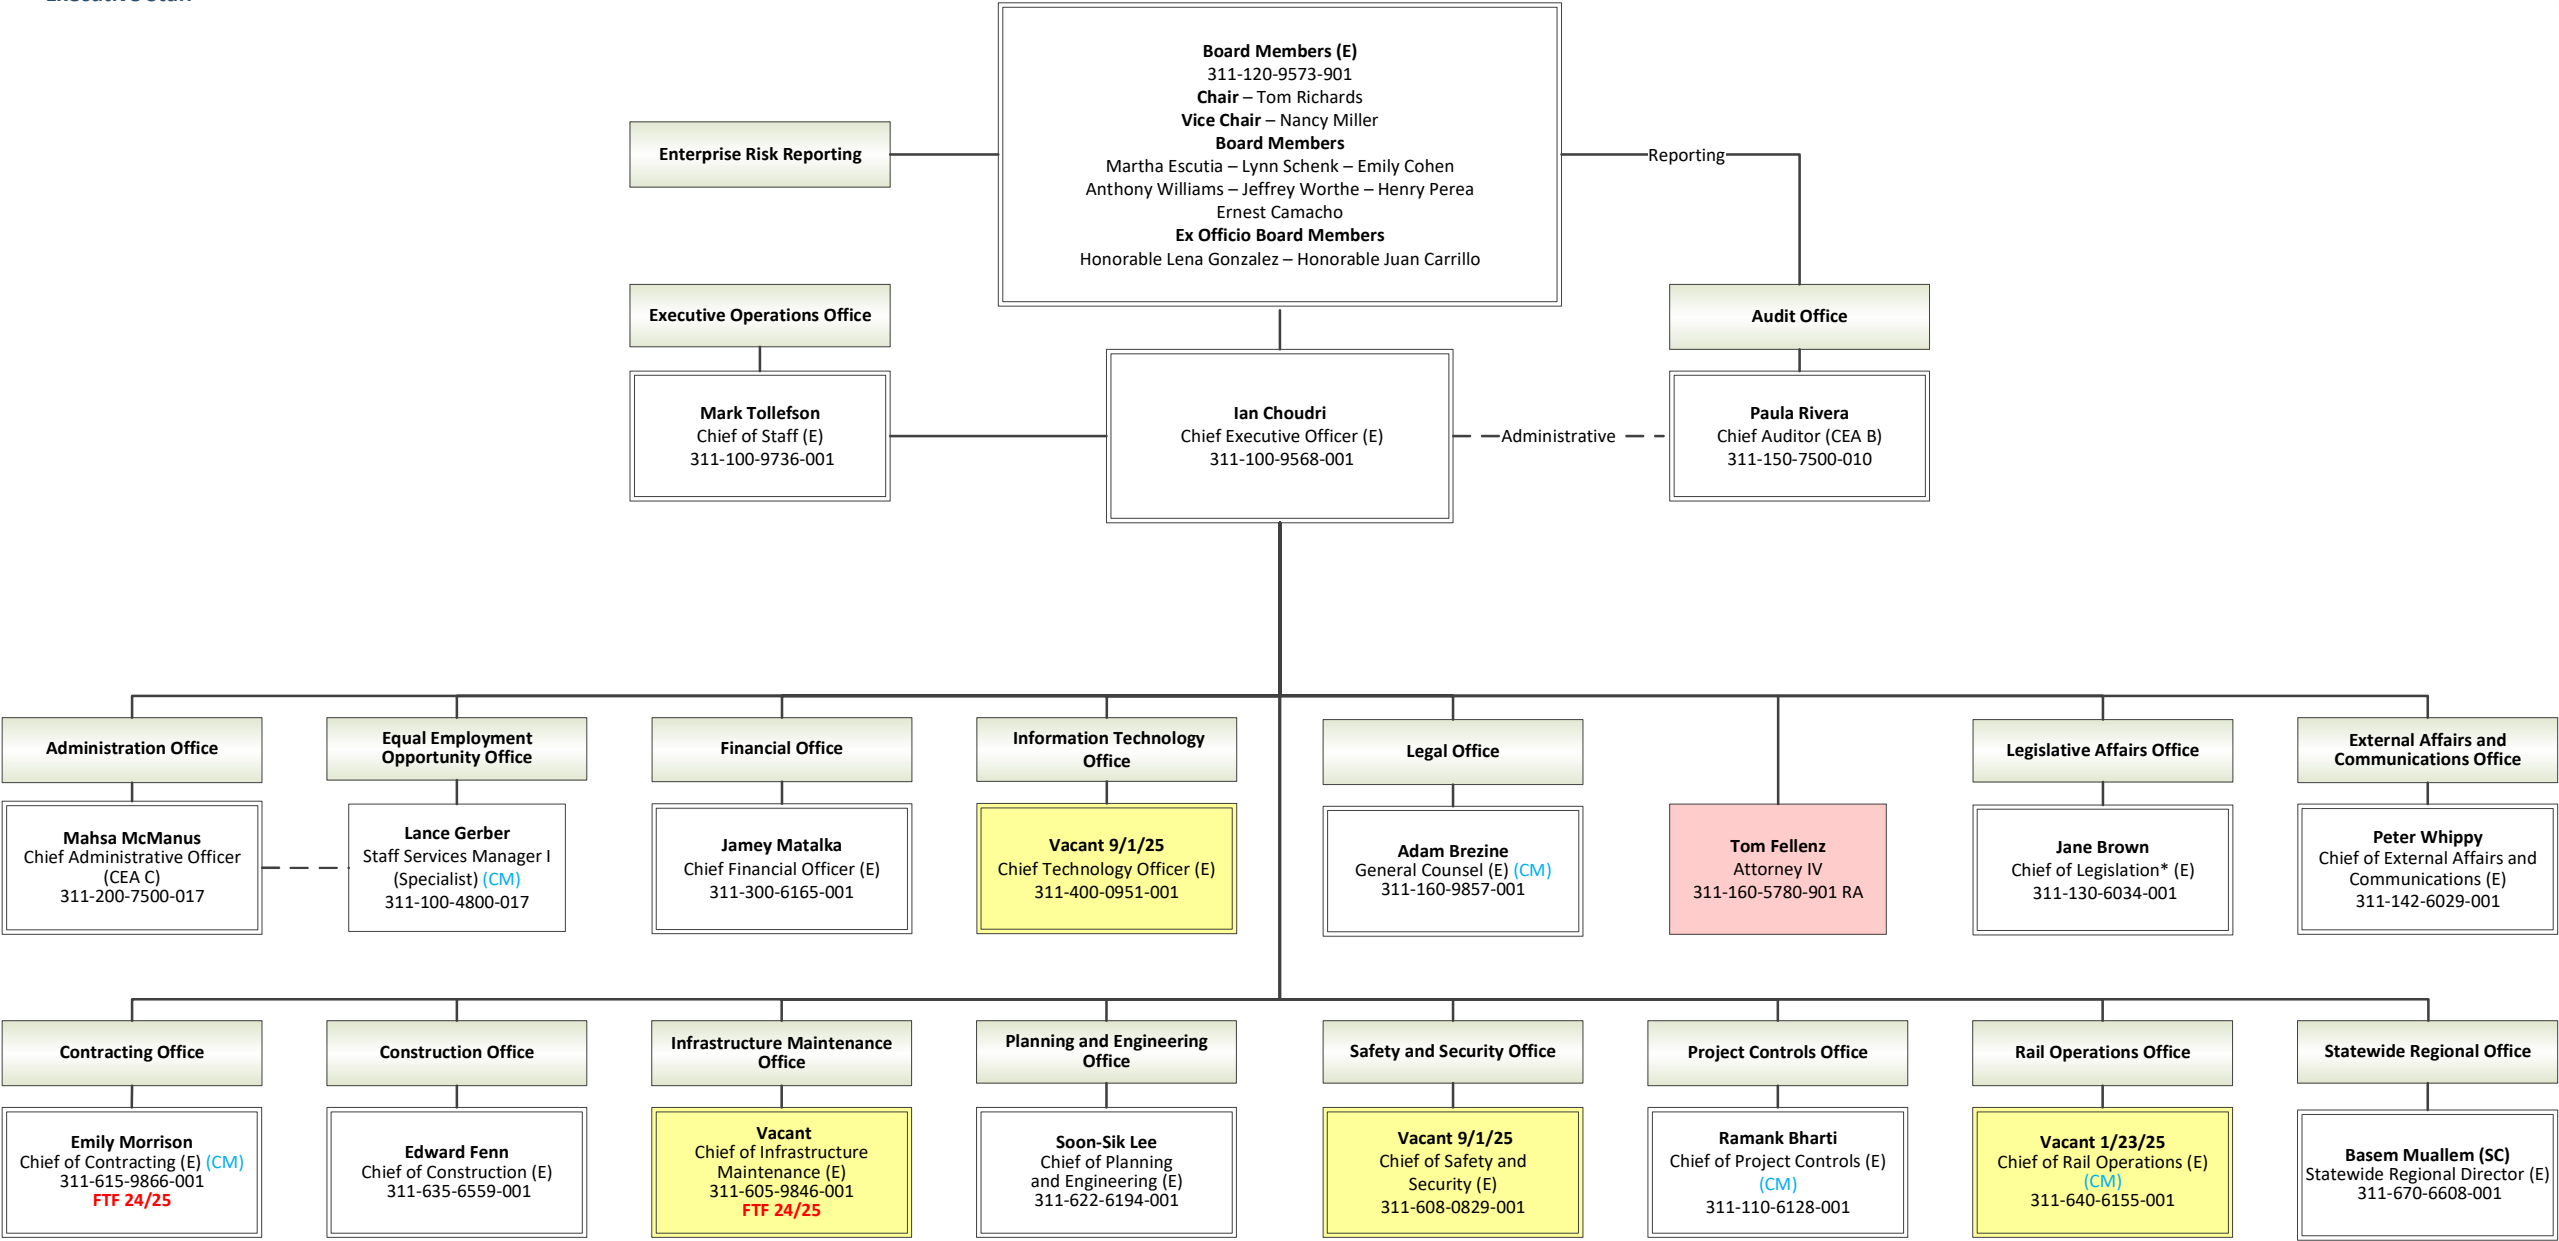 Executive Staff
Board Members (E)
311-120-9573-901
Chair – Tom Richards
Vice Chair – Nancy Miller
Board Members
Martha Escutia – Lynn Schenk – Emily Cohen
Anthony Williams – Jeffrey Worthe – Henry Perea
Ernest Camacho
Ex Officio Board Members
Honorable Lena Gonzalez – Honorable Juan Carrillo
Enterprise Risk Reporting
Reporting
Executive Operations Office
Audit Office
Mark Tollefson
Chief of Staff (E)
311-100-9736-001
Ian Choudri
Chief Executive Officer (E)
311-100-9568-001
Administrative
Paula Rivera
Chief Auditor (CEA B)
311-150-7500-010
Administration Office
Mahsa McManus
Chief Administrative Officer
(CEA C)
311-200-7500-017
Equal Employment
Opportunity Office
Lance Gerber
Staff Services Manager I
(Specialist) (CM)
311-100-4800-017
Financial Office
Jamey Matalka
Chief Financial Officer (E)
311-300-6165-001
Information Technology
Office
Vacant 9/1/25
Chief Technology Officer (E)
311-400-0951-001
Legal Office
Adam Brezine
General Counsel (E) (CM)
311-160-9857-001
Tom Fellenz
Attorney IV
311-160-5780-901 RA
Legislative Affairs Office
Jane Brown
Chief of Legislation* (E)
311-130-6034-001
External Affairs and
Communications Office
Peter Whippy
Chief of External Affairs and
Communications (E)
311-142-6029-001
Contracting Office
Emily Morrison
Chief of Contracting (E) (CM)
311-615-9866-001
FTF 24/25
Construction Office
Edward Fenn
Chief of Construction (E)
311-635-6559-001
Infrastructure Maintenance
Office
Vacant
Chief of Infrastructure
Maintenance (E)
311-605-9846-001
FTF 24/25
Planning and Engineering
Office
Soon-Sik Lee
Chief of Planning
and Engineering (E)
311-622-6194-001
Safety and Security Office
Vacant 9/1/25
Chief of Safety and
Security (E)
311-608-0829-001
Project Controls Office
Ramank Bharti
Chief of Project Controls (E)
(CM)
311-110-6128-001
Rail Operations Office
Vacant 1/23/25
Chief of Rail Operations (E)
(CM)
311-640-6155-001
Statewide Regional Office
Basem Muallem (SC)
Statewide Regional Director (E)
311-670-6608-001